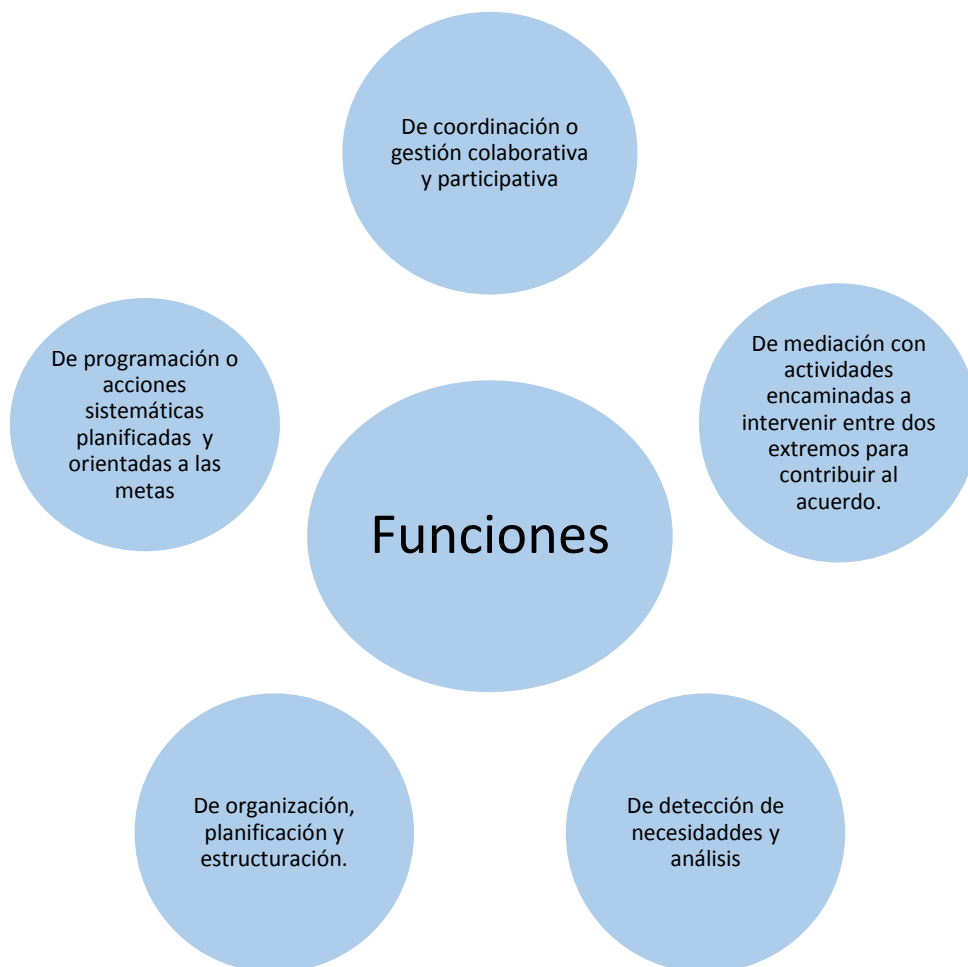 De coordinación o
gestión colaborativa
y participativa
De programación o
acciones
sistemáticas
planificadas y
orientadas a las
metas
De mediación con
actividades
encaminadas a
intervenir entre dos
extremos para
contribuir al
acuerdo.
Funciones
De organización,
planificación y
estructuración.
De detección de
necesidaddes y
análisis